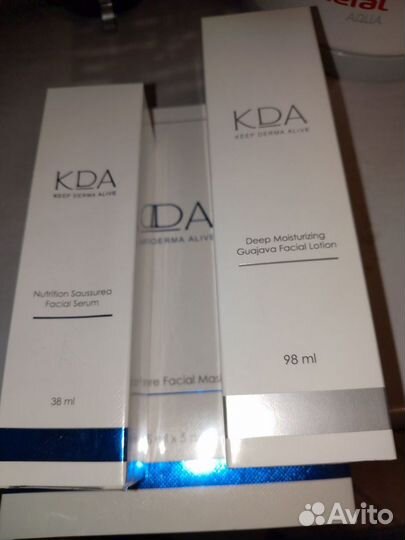 AQUA
KDA
KEEP DERMA ALIVE
Nutrition Saussurea
Facial Serum
38 ml
DA
DERMA ALIVE
Facial Mas
KDA
KEEP DERMA ALIVE
Deep Moisturizing
Guajava Facial Lotion
98 ml
Avito